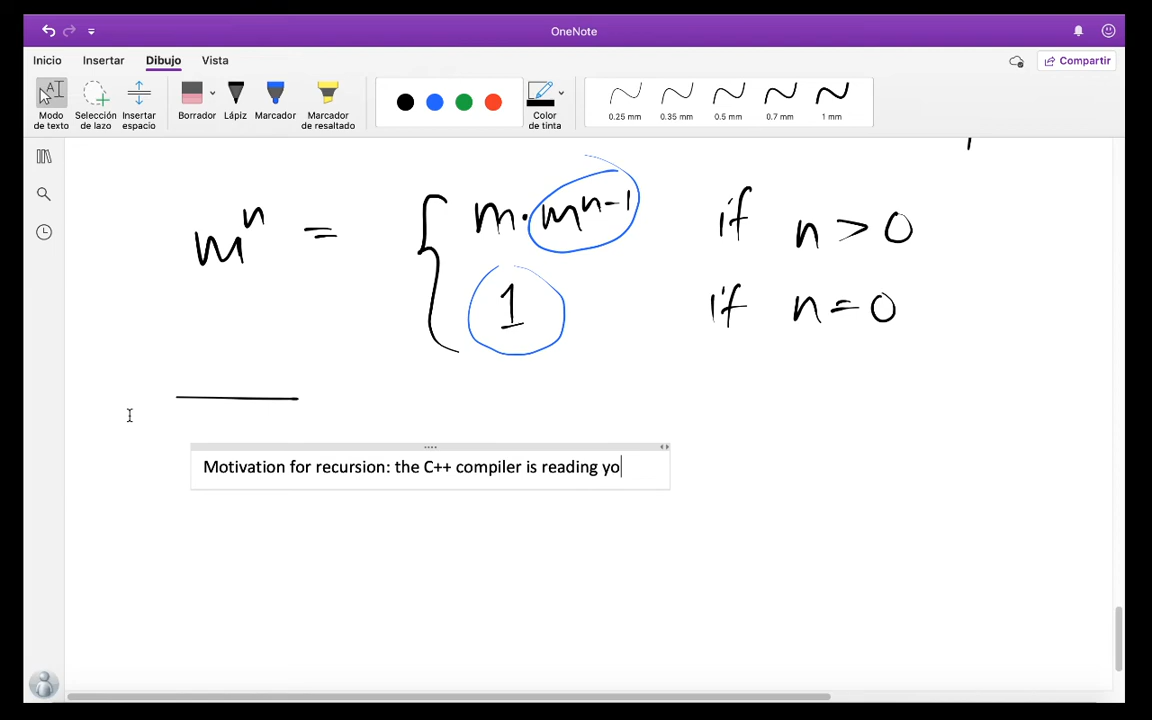 OneNote
Inicio Insertar Dibujo Vista Compartir
Modo de texto Selección de lazo Insertar espacio Borrador Lápiz Marcador Marcador de resaltado Color de tinta 0.25 mm 0.35 mm 0.5 mm 0.7 mm 1 mm
mⁿ = { m · mⁿ⁻¹ if n > 0
1 if n = 0
Motivation for recursion: the C++ compiler is reading yo